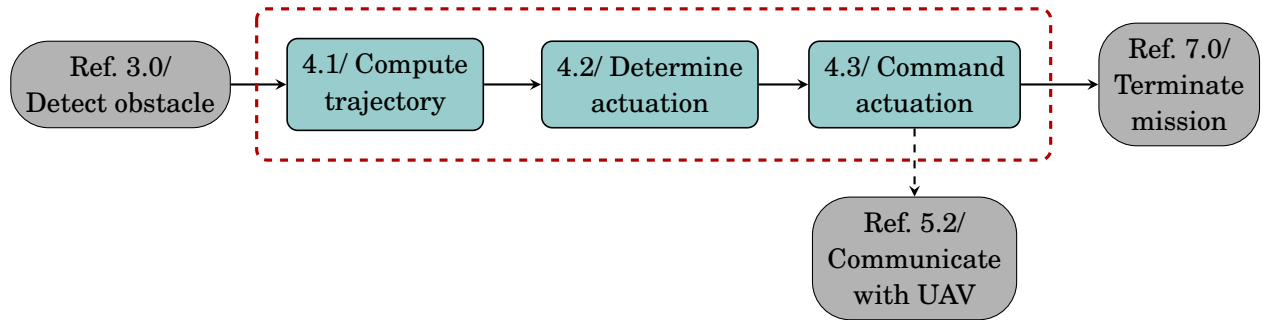 Ref. 3.0/
Detect obstacle
4.1/ Compute
trajectory
4.2/ Determine
actuation
4.3/ Command
actuation
Ref. 7.0/
Terminate
mission
Ref. 5.2/
Communicate
with UAV